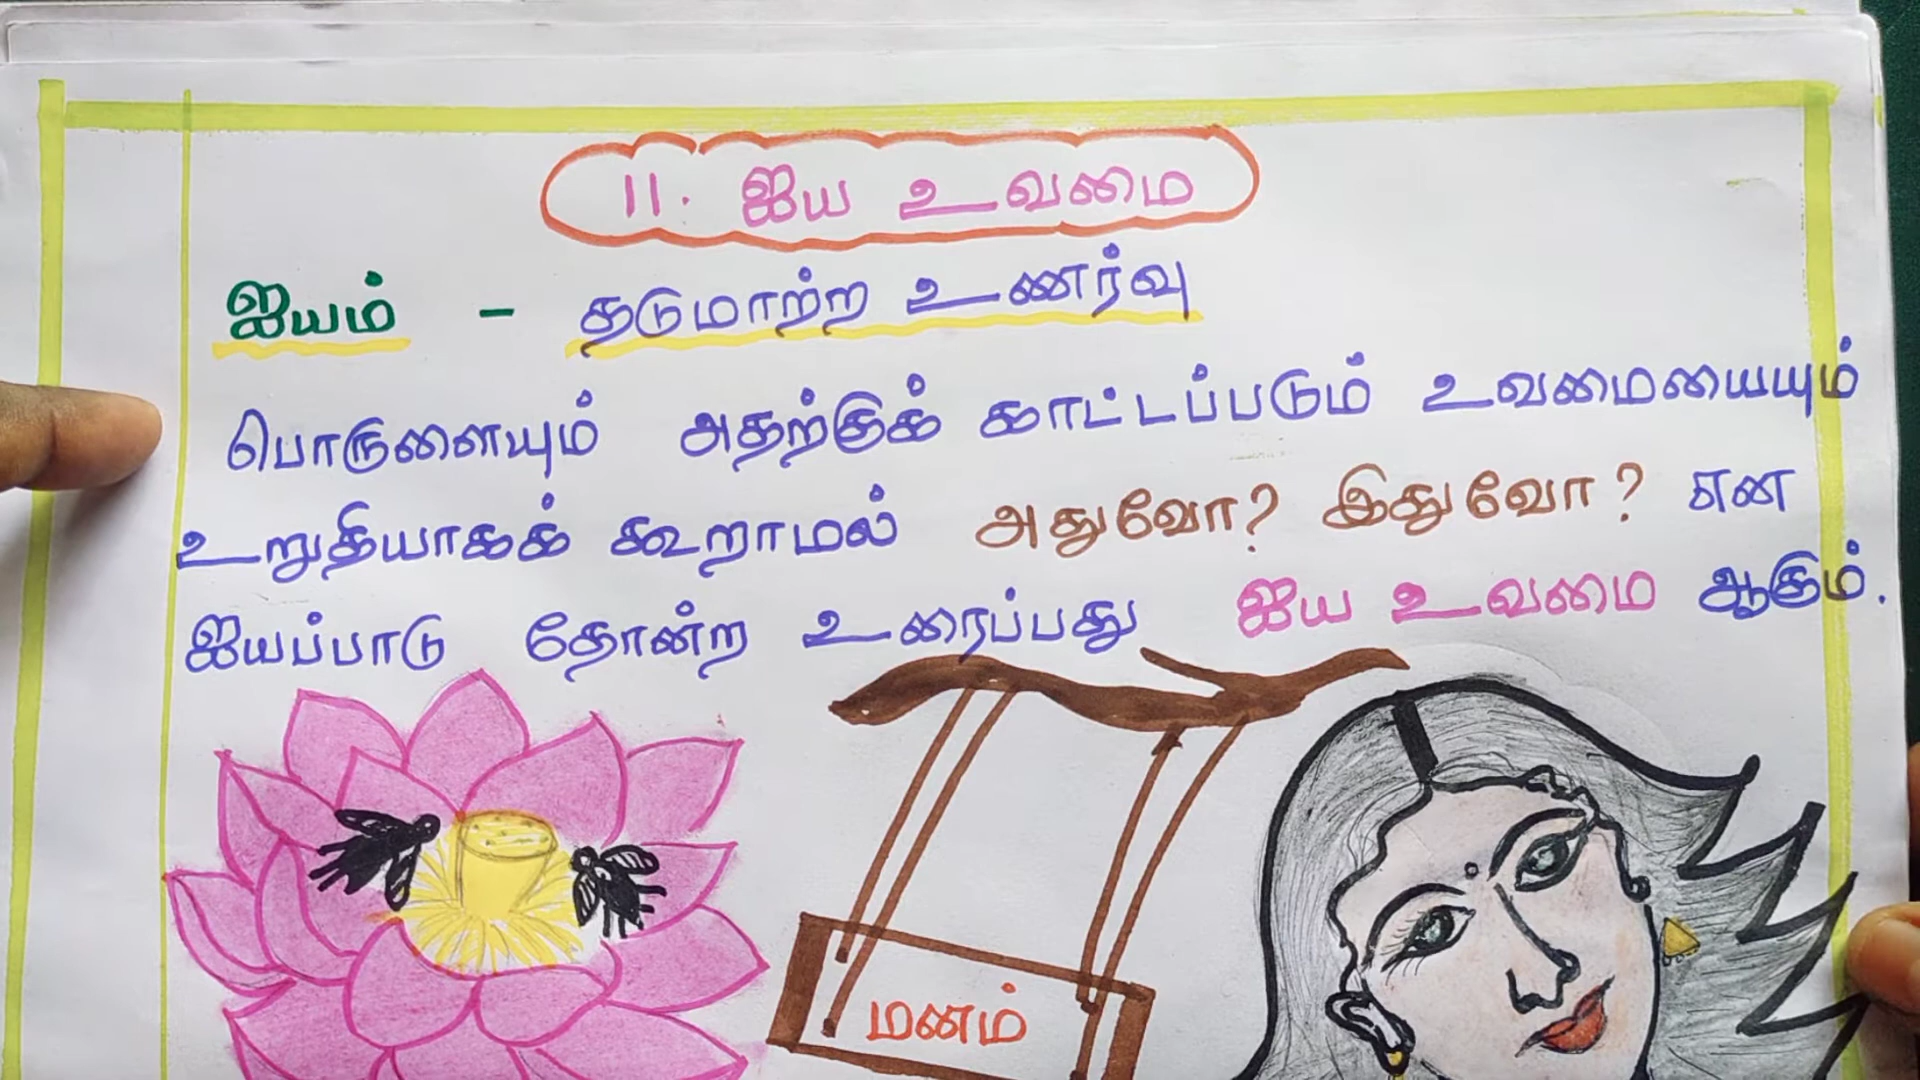 11. ஐய உவமை
ஐயம் - தடுமாற்ற உணர்வு
பொருளையும் அதற்குக் காட்டப்படும் உவமையையும்
உறுதியாகக் கூறாமல் அதுவோ? இதுவோ? என
ஐயப்பாடு தோன்ற உரைப்பது ஐய உவமை ஆகும்.
மனம்